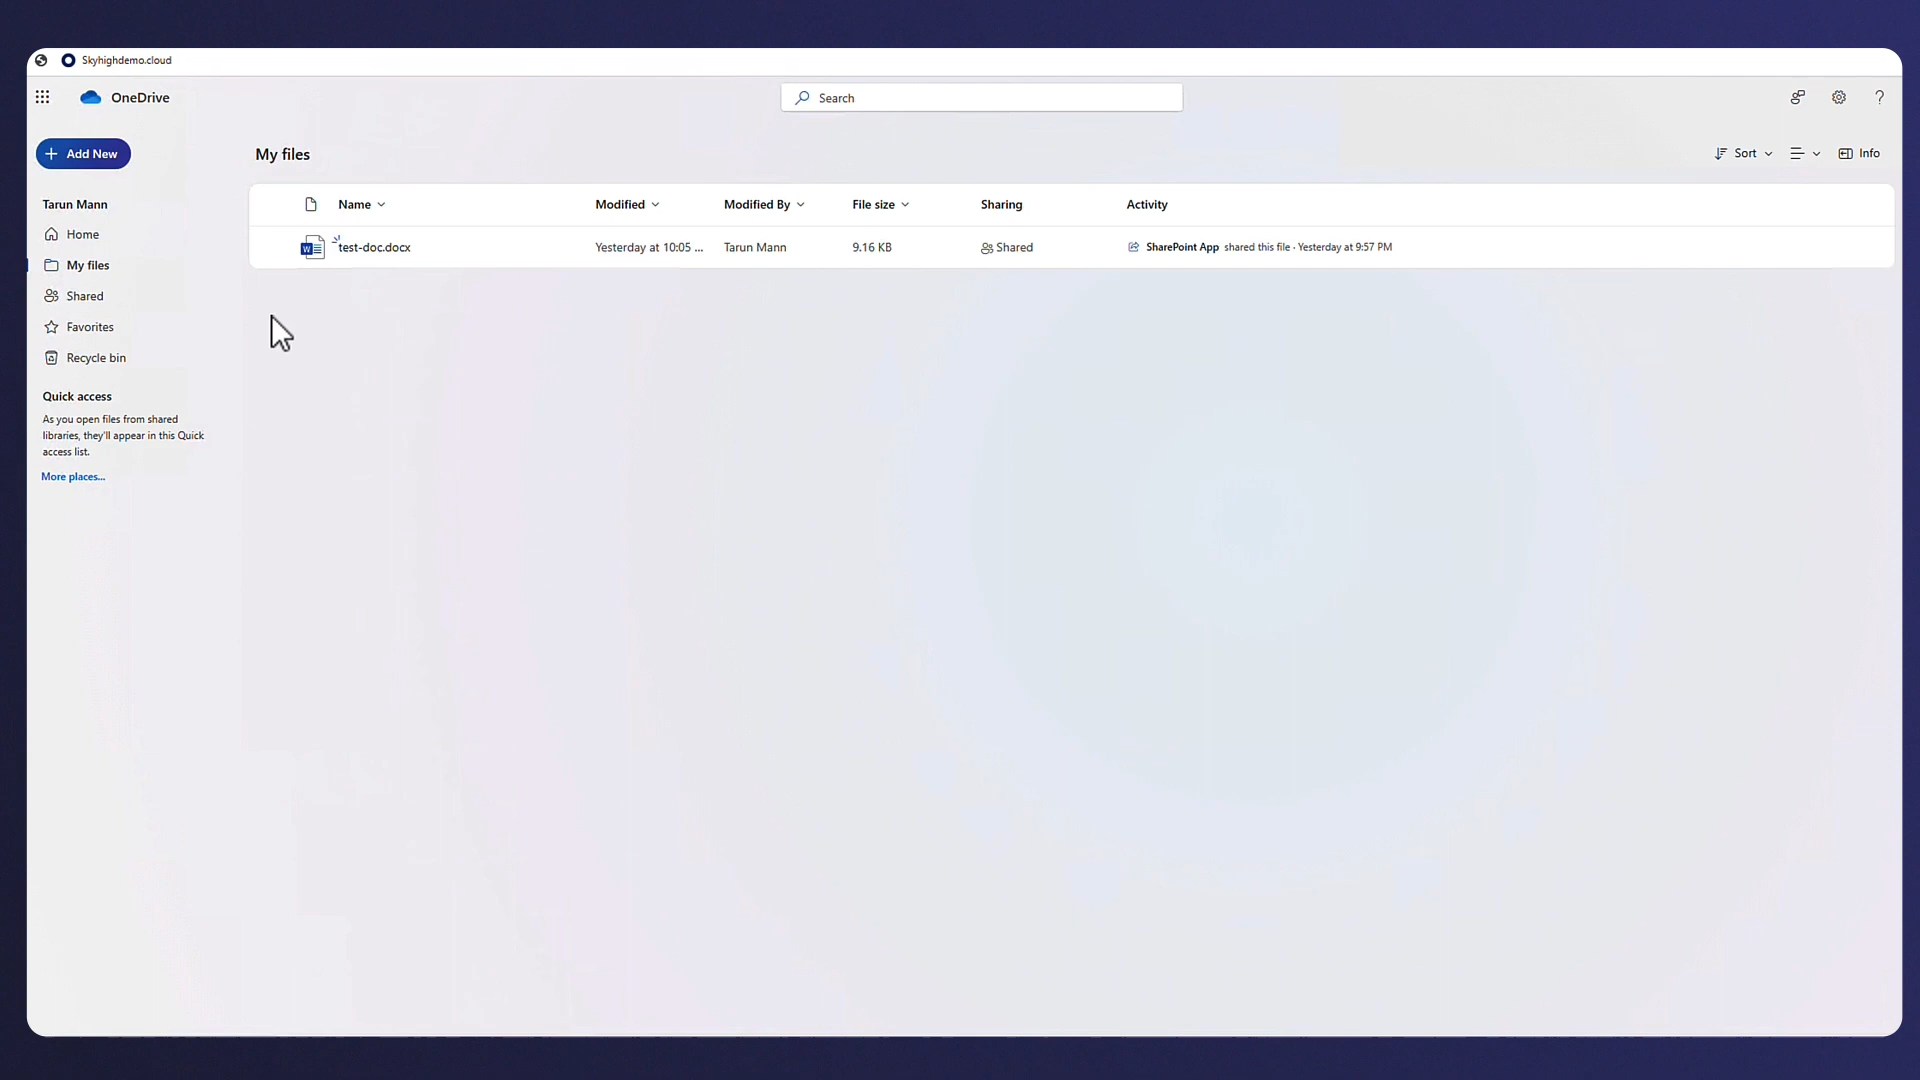 Skyhighdemo.cloud
OneDrive
Search
Add New
My files
Sort
Info
Tarun Mann
Home
My files
Shared
Favorites
Recycle bin
Quick access
As you open files from shared
libraries, they'll appear in this Quick
access list.
More places...
Name Modified Modified By File size Sharing Activity
test-doc.docx Yesterday at 10:05 ... Tarun Mann 9.16 KB Shared SharePoint App shared this file · Yesterday at 9:57 PM